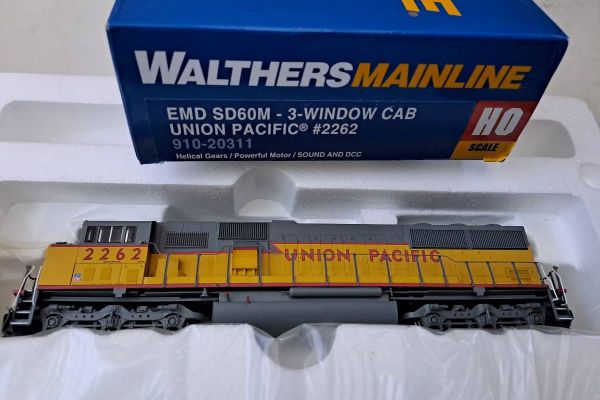 WALTHERSMAINLINE
EMD SD60M - 3-WINDOW CAB
UNION PACIFIC® #2262
910-20311
Helical Gears / Powerful Motor / SOUND AND DCC
HO
SCALE
2262
UNION PACIFIC